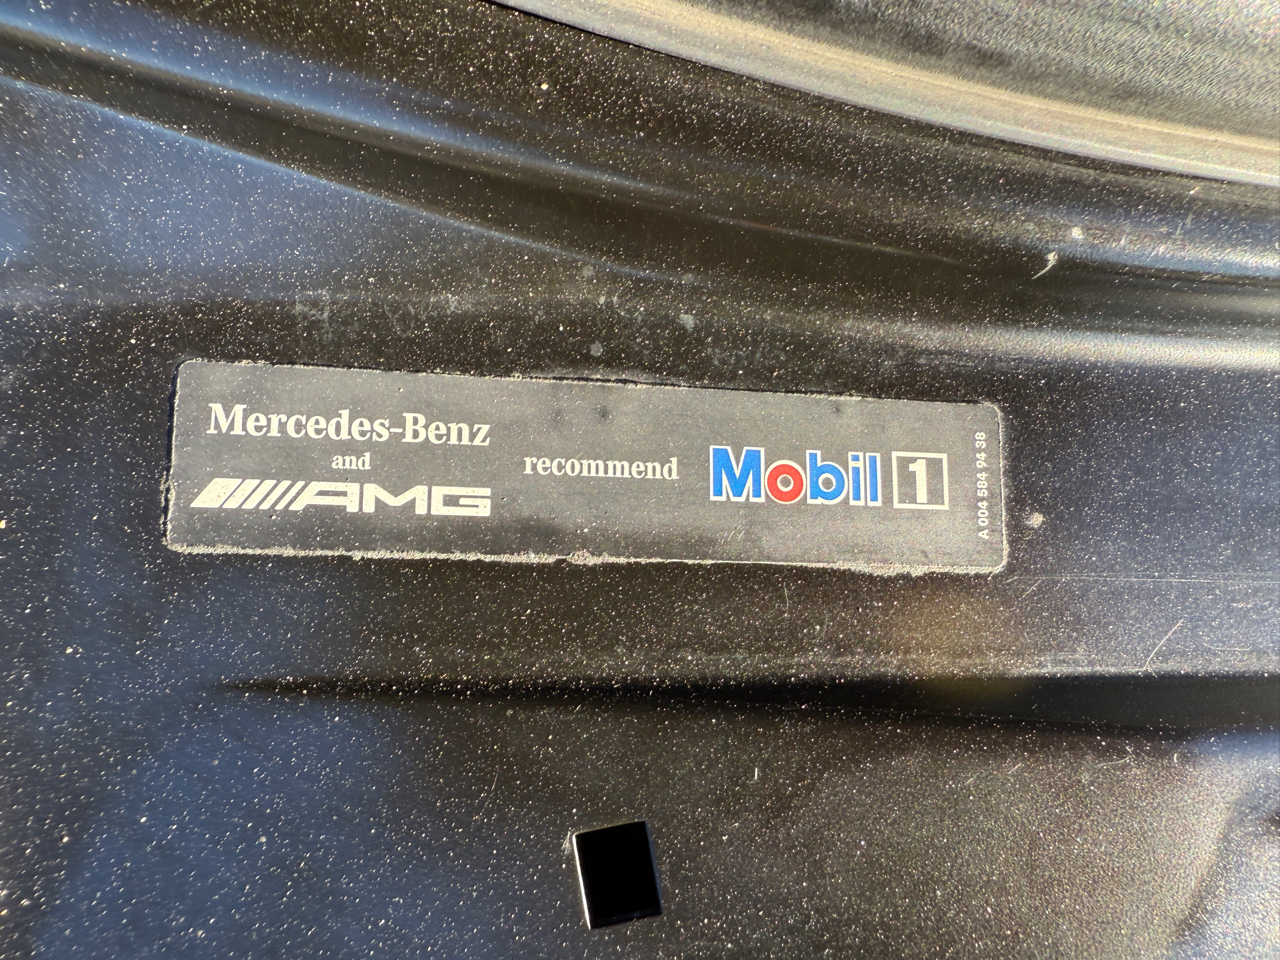 Mercedes-Benz
and
AMG
recommend
Mobil 1
A 004 584 94 38